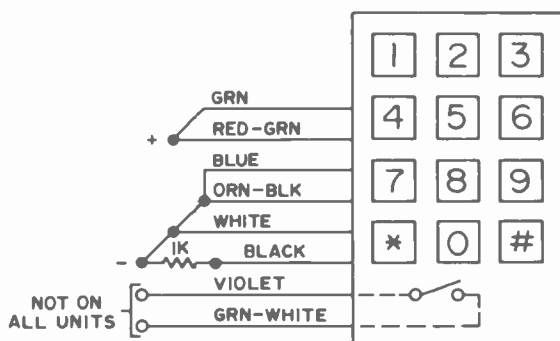 1 2 3
GRN
4 5 6
+ RED-GRN
BLUE
7 8 9
ORN-BLK
WHITE
* 0 #
- 1K BLACK
VIOLET
NOT ON
ALL UNITS
GRN-WHITE